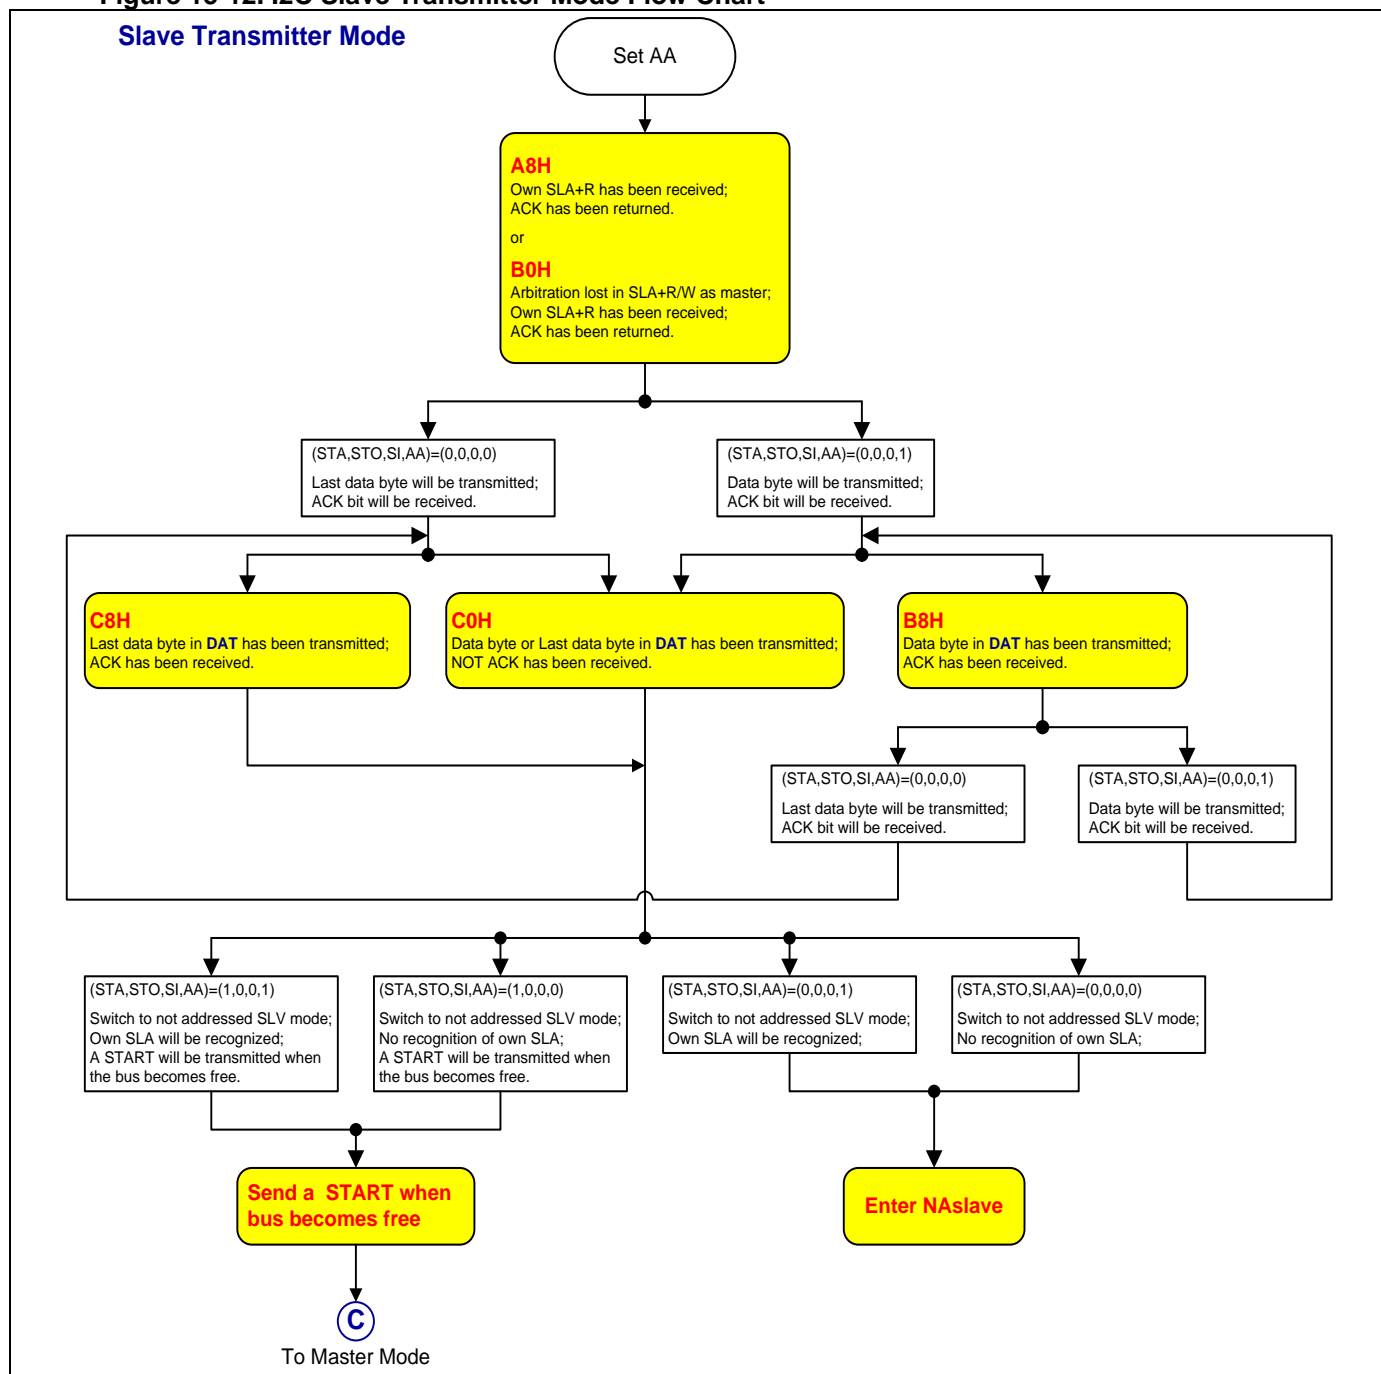 Figure 18-12. I2C Slave Transmitter Mode Flow Chart
Slave Transmitter Mode
Set AA
A8H
Own SLA+R has been received;
ACK has been returned.
or
B0H
Arbitration lost in SLA+R/W as master;
Own SLA+R has been received;
ACK has been returned.
(STA,STO,SI,AA)=(0,0,0,0)
Last data byte will be transmitted;
ACK bit will be received.
(STA,STO,SI,AA)=(0,0,0,1)
Data byte will be transmitted;
ACK bit will be received.
C8H
Last data byte in DAT has been transmitted;
ACK has been received.
C0H
Data byte or Last data byte in DAT has been transmitted;
NOT ACK has been received.
B8H
Data byte in DAT has been transmitted;
ACK has been received.
(STA,STO,SI,AA)=(0,0,0,0)
Last data byte will be transmitted;
ACK bit will be received.
(STA,STO,SI,AA)=(0,0,0,1)
Data byte will be transmitted;
ACK bit will be received.
(STA,STO,SI,AA)=(1,0,0,1)
Switch to not addressed SLV mode;
Own SLA will be recognized;
A START will be transmitted when
the bus becomes free.
(STA,STO,SI,AA)=(1,0,0,0)
Switch to not addressed SLV mode;
No recognition of own SLA;
A START will be transmitted when
the bus becomes free.
(STA,STO,SI,AA)=(0,0,0,1)
Switch to not addressed SLV mode;
Own SLA will be recognized;
(STA,STO,SI,AA)=(0,0,0,0)
Switch to not addressed SLV mode;
No recognition of own SLA;
Send a START when
bus becomes free
Enter NAslave
C
To Master Mode